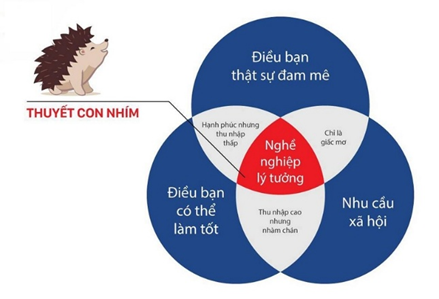 Điều bạn
thật sự đam mê
THUYẾT CON NHÍM
Hạnh phúc nhưng
thu nhập
thấp
Chỉ là
giấc mơ
Nghề
nghiệp
lý tưởng
Điều bạn
có thể
làm tốt
Nhu cầu
xã hội
Thu nhập cao
nhưng
nhàm chán